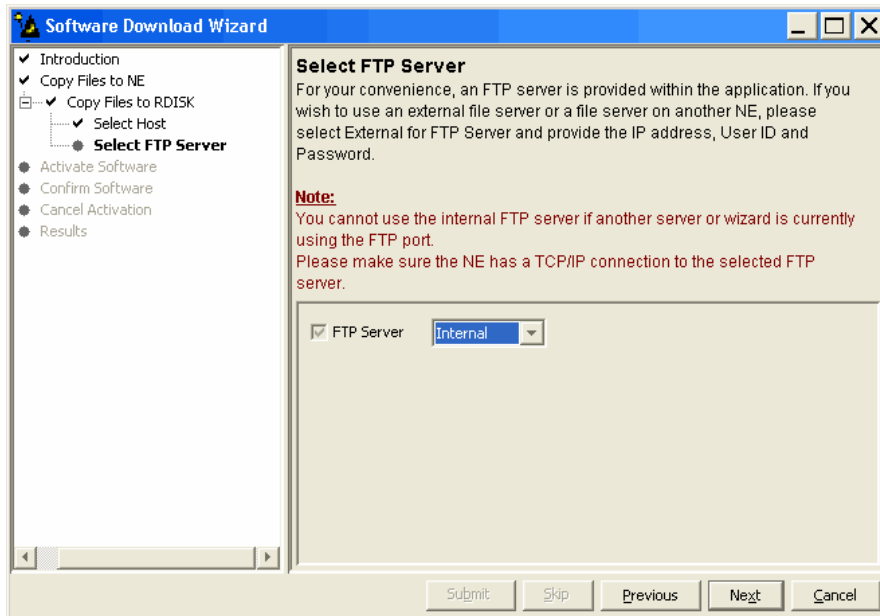 Software Download Wizard
Introduction
Copy Files to NE
Copy Files to RDISK
Select Host
Select FTP Server
Activate Software
Confirm Software
Cancel Activation
Results
Select FTP Server
For your convenience, an FTP server is provided within the application. If you
wish to use an external file server or a file server on another NE, please
select External for FTP Server and provide the IP address, User ID and
Password.
Note:
You cannot use the internal FTP server if another server or wizard is currently
using the FTP port.
Please make sure the NE has a TCP/IP connection to the selected FTP
server.
FTP Server Internal
Submit Skip Previous Next Cancel